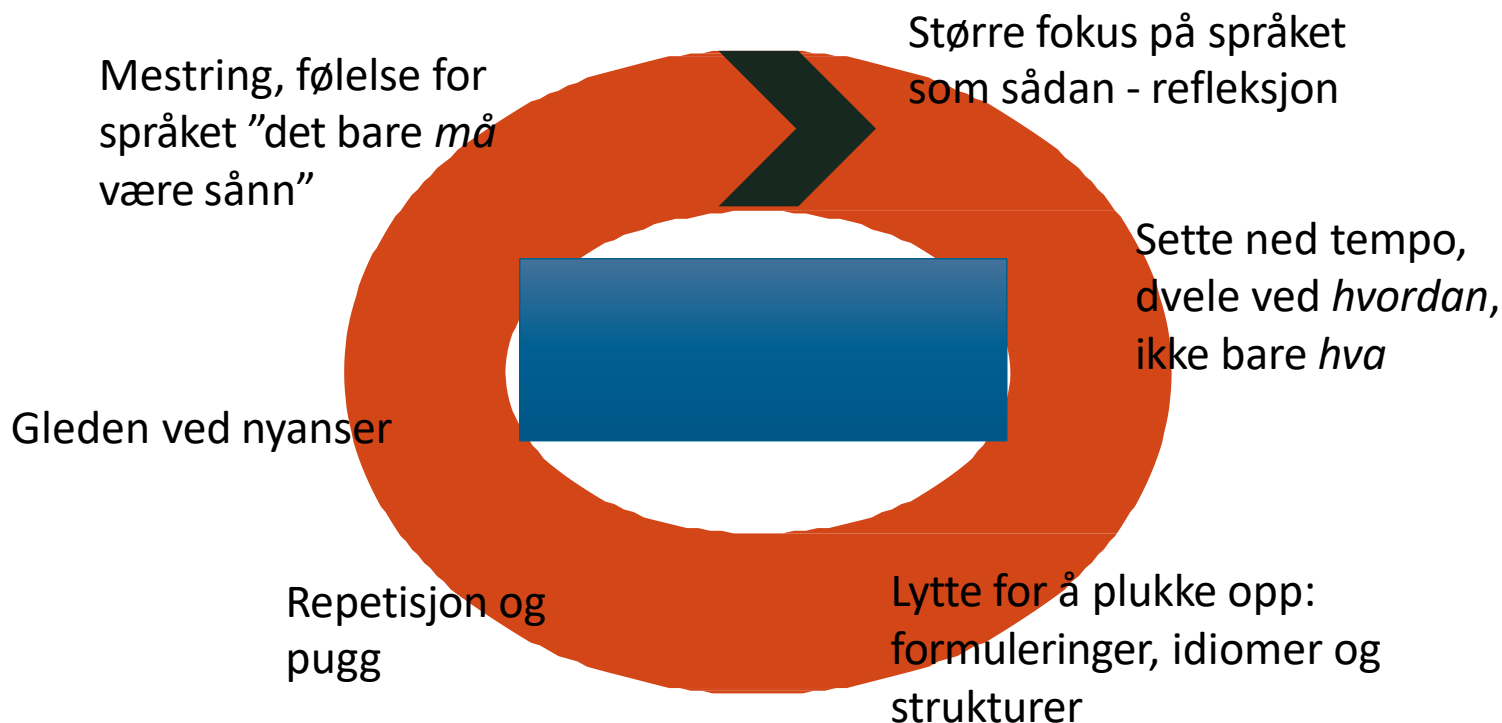 Større fokus på språket
som sådan - refleksjon
Sette ned tempo,
dvele ved hvordan,
ikke bare hva
Lytte for å plukke opp:
formuleringer, idiomer og
strukturer
Repetisjon og
pugg
Gleden ved nyanser
Mestring, følelse for
språket ”det bare må
være sånn”